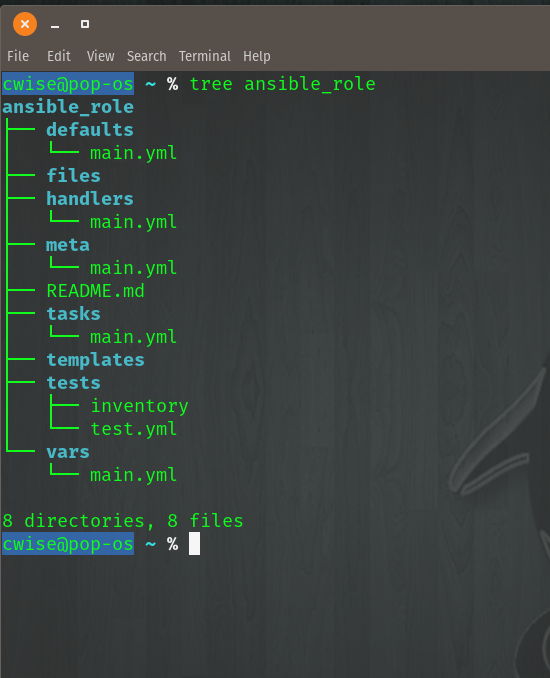 File Edit View Search Terminal Help
cwise@pop-os ~ % tree ansible_role
ansible_role
├── defaults
│   └── main.yml
├── files
├── handlers
│   └── main.yml
├── meta
│   └── main.yml
├── README.md
├── tasks
│   └── main.yml
├── templates
├── tests
│   ├── inventory
│   └── test.yml
└── vars
    └── main.yml

8 directories, 8 files
cwise@pop-os ~ %